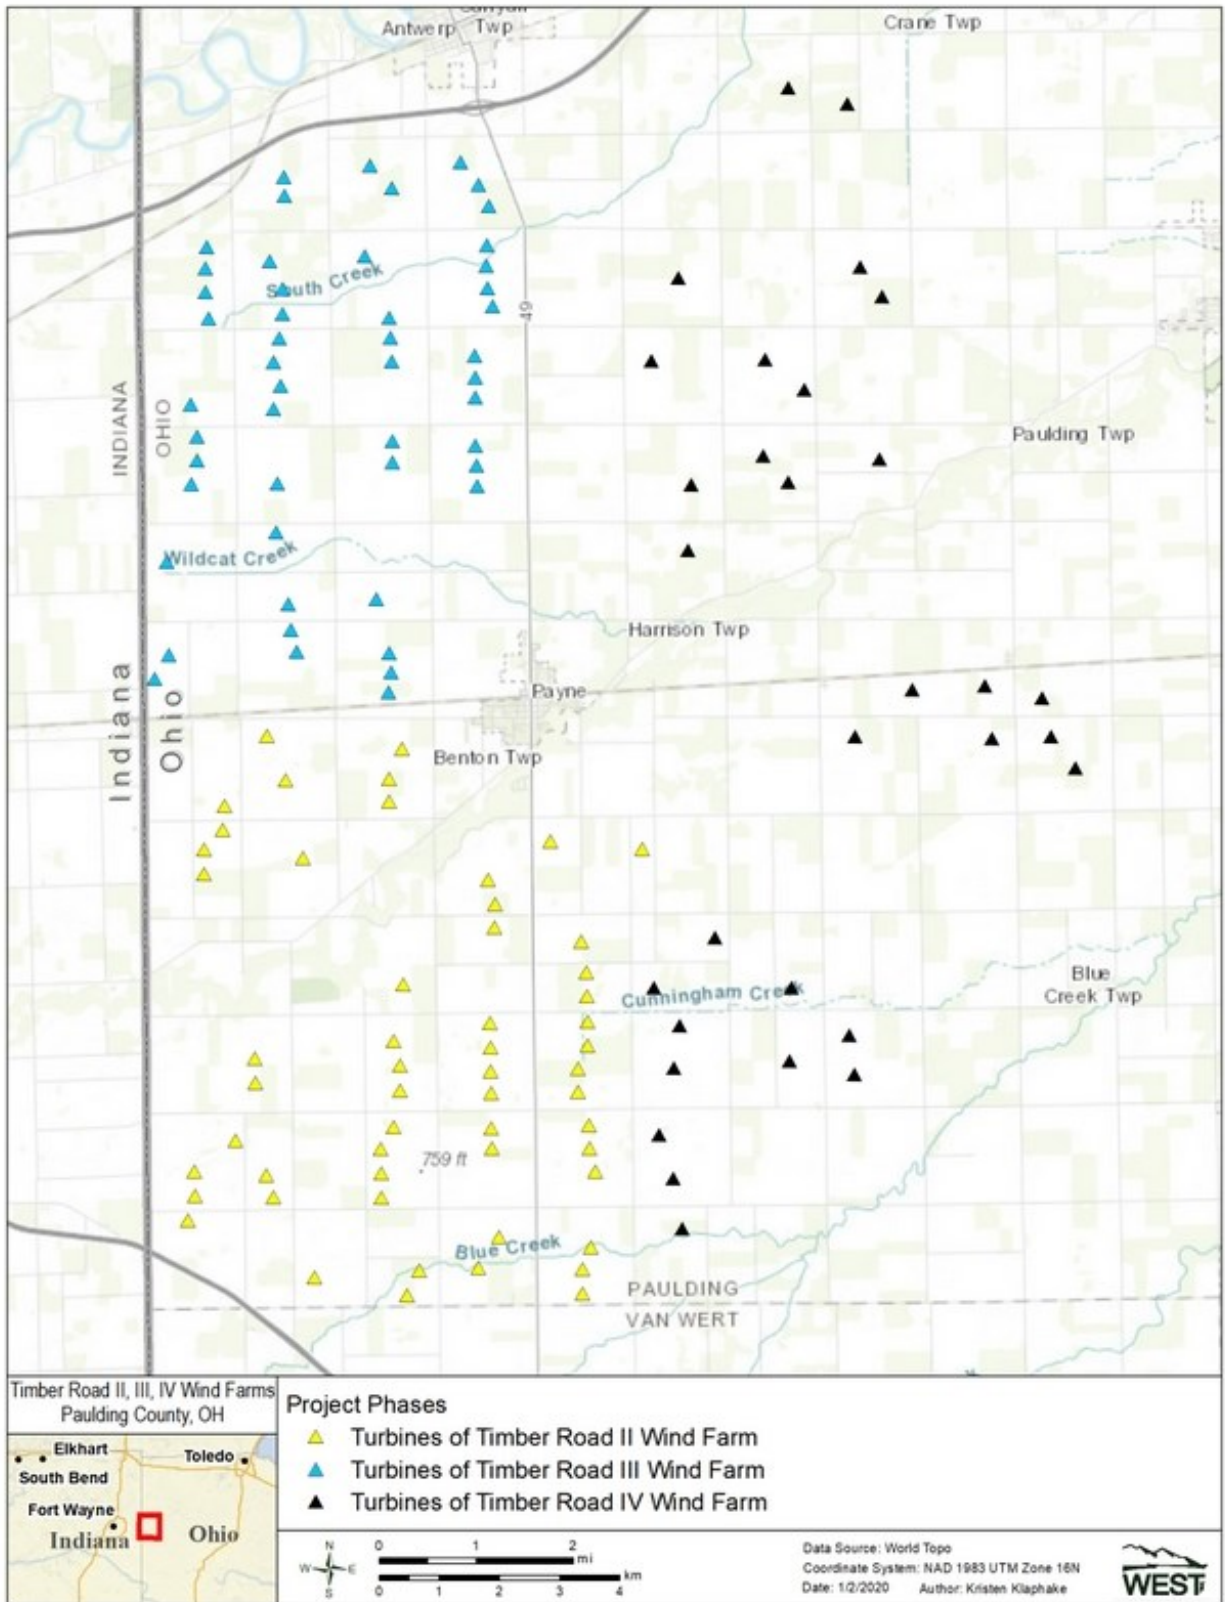 Antwerp Twp
Crane Twp
South Creek
49
INDIANA
OHIO
Paulding Twp
Wildcat Creek
Harrison Twp
Indiana
Ohio
Payne
Benton Twp
Cunningham Creek
Blue
Creek Twp
759 ft
Blue Creek
PAULDING
VAN WERT
Timber Road II, III, IV Wind Farms
Paulding County, OH
Elkhart
Toledo
South Bend
Fort Wayne
Indiana
Ohio
Project Phases
Turbines of Timber Road II Wind Farm
Turbines of Timber Road III Wind Farm
Turbines of Timber Road IV Wind Farm
N
W E
S
0 1 2
mi
km
0 1 2 3 4
Data Source: World Topo
Coordinate System: NAD 1983 UTM Zone 16N
Date: 1/2/2020 Author: Kristen Klaphake
WEST